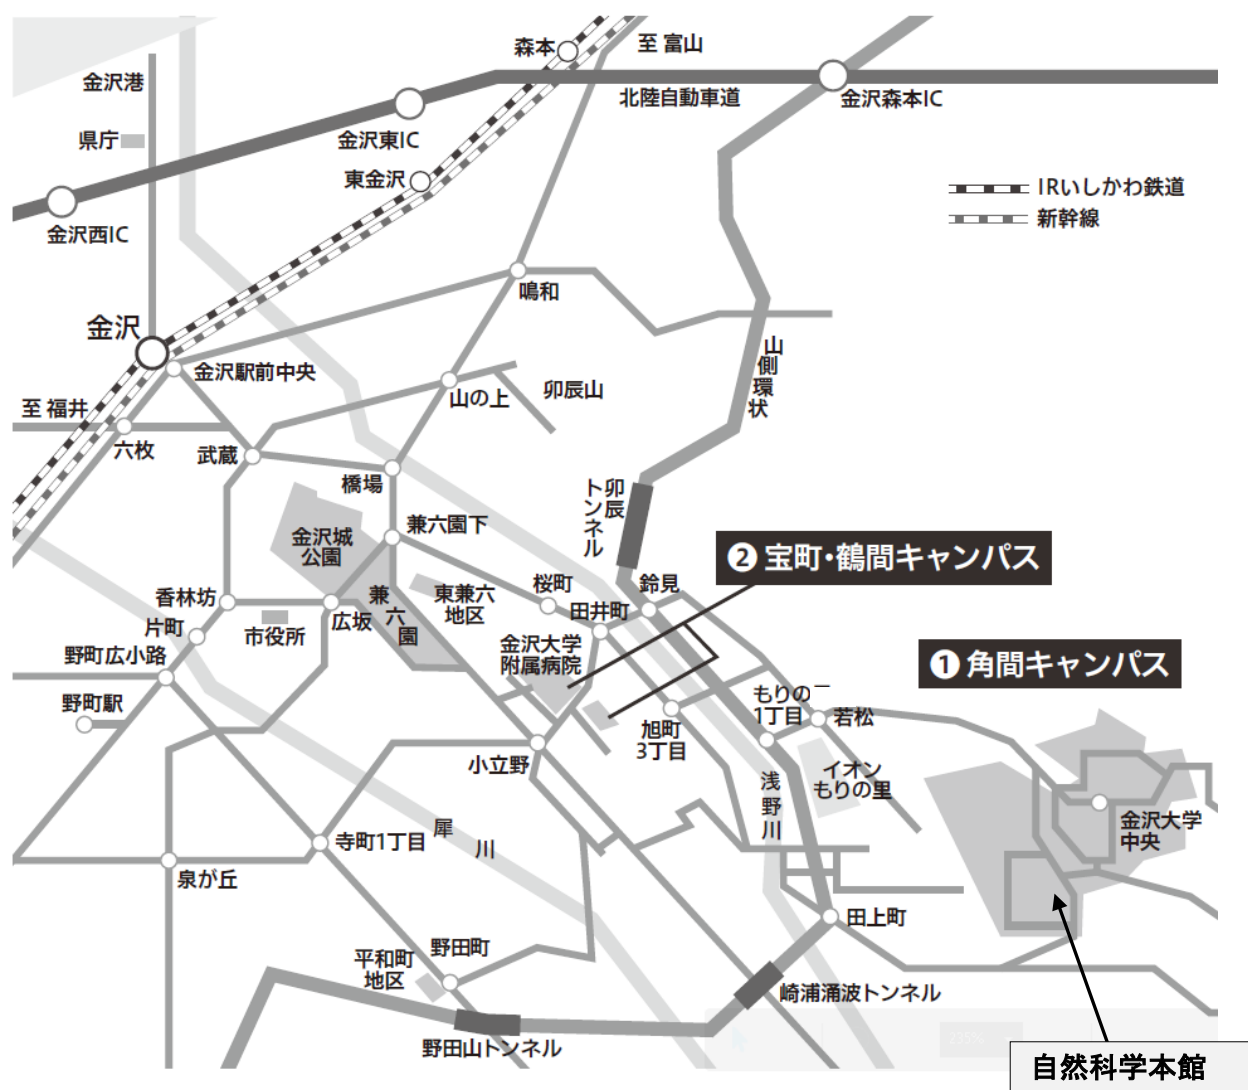 森本
至 富山
金沢港
北陸自動車道
金沢森本IC
県庁
金沢東IC
東金沢
IRいしかわ鉄道
新幹線
金沢西IC
鳴和
金沢
山側環状
金沢駅前中央
至 福井
山の上
卯辰山
六枚
武蔵
橋場
卯辰
トンネル
兼六園下
金沢城
公園
❷ 宝町・鶴間キャンパス
桜町
鈴見
東兼六
地区
香林坊
兼六園
田井町
広坂
片町
市役所
金沢大学
附属病院
野町広小路
❶ 角間キャンパス
野町駅
もりの
1丁目
若松
旭町
3丁目
小立野
イオン
もりの里
浅野川
金沢大学
中央
犀川
寺町1丁目
泉が丘
田上町
野田町
平和町
地区
崎浦涌波トンネル
野田山トンネル
自然科学本館